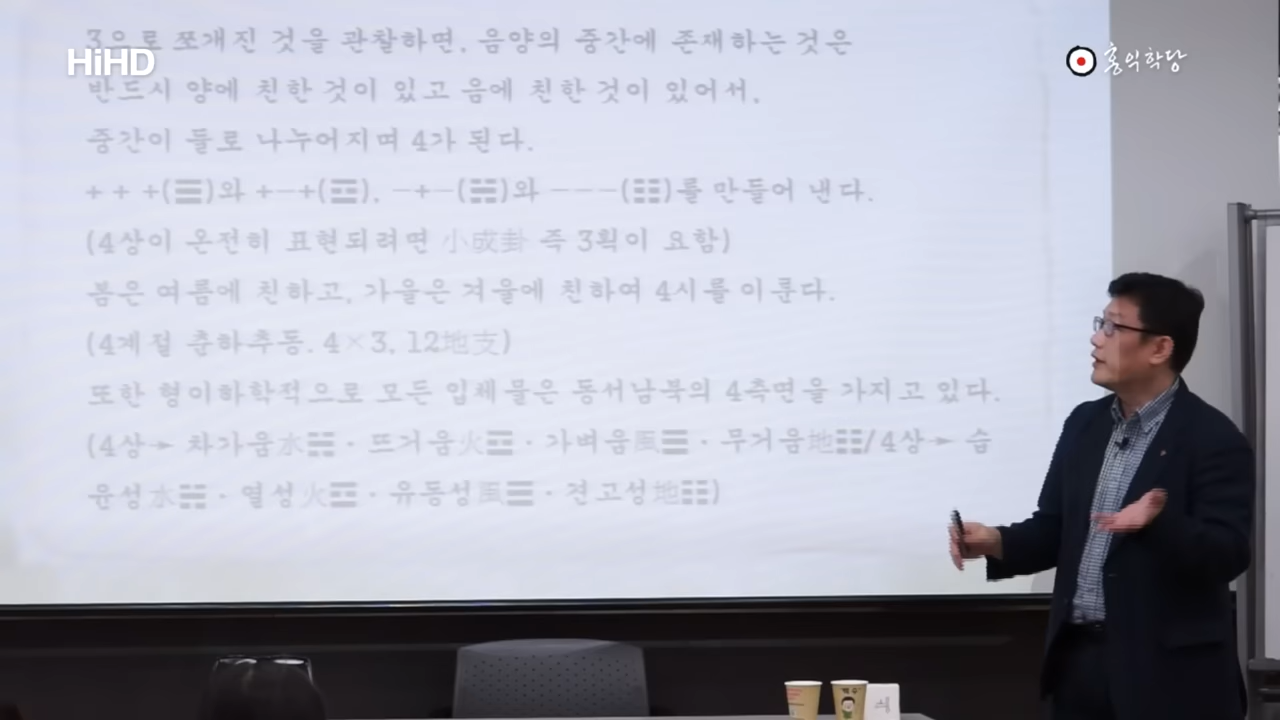 HiHD
홍익학당
3으로 쪼개진 것을 관찰하면, 음양의 중간에 존재하는 것은
반드시 양에 친한 것이 있고 음에 친한 것이 있어서,
중간이 둘로 나누어지며 4가 된다.
+ + +(☰)와 +−+(☲), −+−(☵)와 −−−(☷)를 만들어 낸다.
(4상이 온전히 표현되려면 小成卦 즉 3획이 요함)
봄은 여름에 친하고, 가을은 겨울에 친하여 4시를 이룬다.
(4계절 춘하추동, 4×3, 12地支)
또한 형이하학적으로 모든 입체물은 동서남북의 4측면을 가지고 있다.
(4상→ 차가움水☵ · 뜨거움火☲ · 가벼움風☰ · 무거움地☷/4상→ 습
윤성水☵ · 열성火☲ · 유동성風☰ · 견고성地☷)